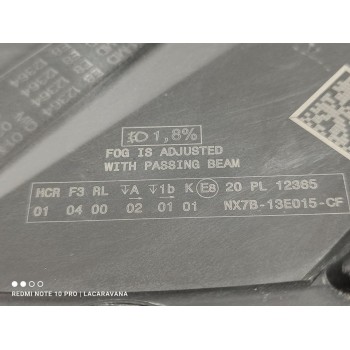 1,8%
FOG IS ADJUSTED
WITH PASSING BEAM
HCR F3 RL A 1b K E8 20 PL 12365
01 04 00 02 01 01 NX7B-13E015-CF
REDMI NOTE 10 PRO | LACARAVANA